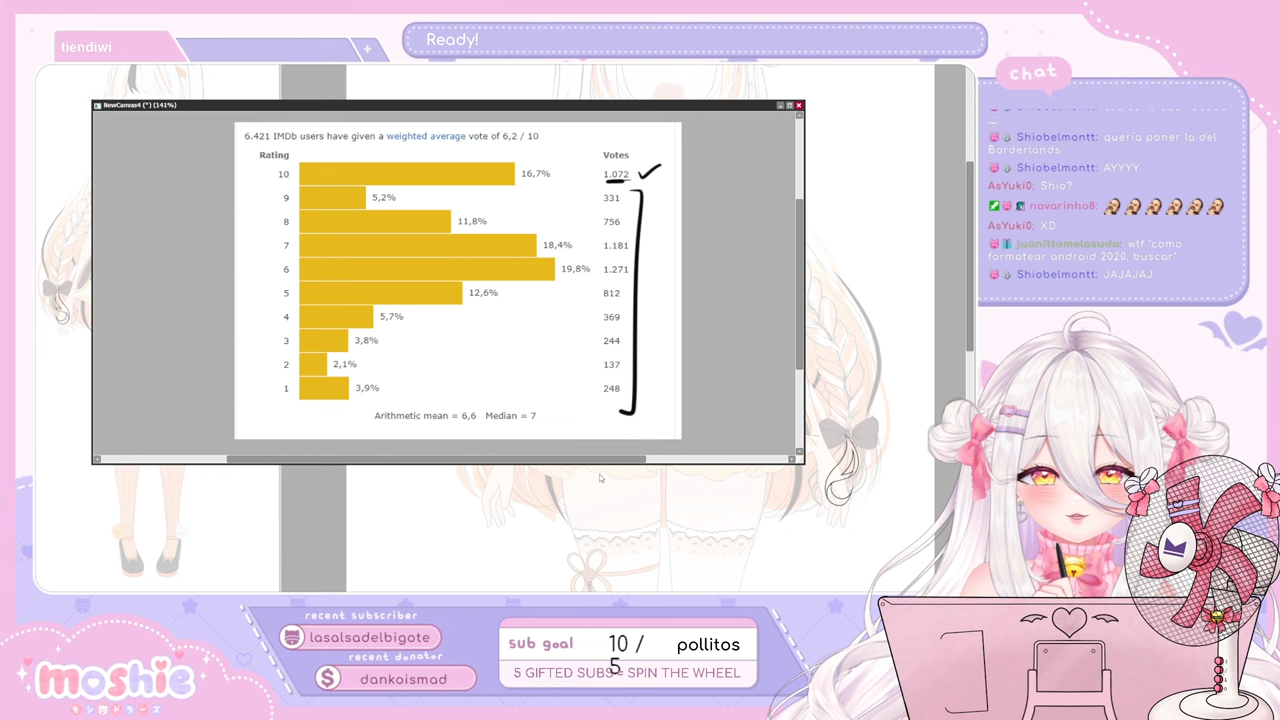 tiendiwi
+
Ready!
chat
NewCanvas4 (*) (141%)
6.421 IMDb users have given a weighted average vote of 6,2 / 10
Rating Votes
10 16,7% 1.072
9 5,2% 331
8 11,8% 756
7 18,4% 1.181
6 19,8% 1.271
5 12,6% 812
4 5,7% 369
3 3,8% 244
2 2,1% 137
1 3,9% 248
Arithmetic mean = 6,6 Median = 7
Shiobelmontt: queria poner la del
Borderlands
Shiobelmontt: AYYYY
AsYuki0: Shio?
navarinho8:
AsYuki0: XD
juanittomelasuda: wtf "como
formatear android 2020, buscar"
Shiobelmontt: JAJAJAJ
recent subscriber
lasalsadelbigote
recent donator
$ dankoismad
sub goal 10 / 5 pollitos
5 GIFTED SUBS = SPIN THE WHEEL
moshie